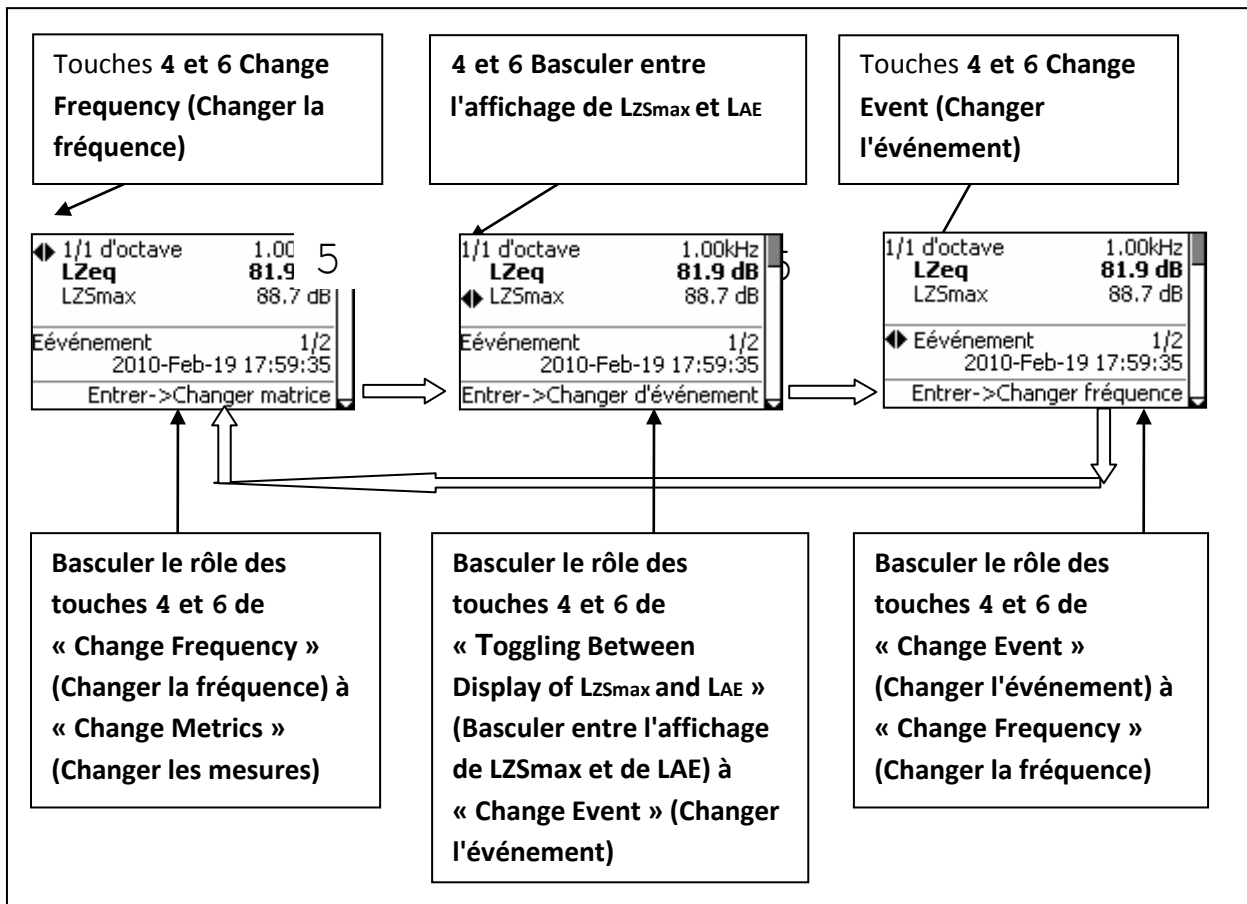 Touches 4 et 6 Change
Frequency (Changer la
fréquence)
4 et 6 Basculer entre
l'affichage de LZSmax et LAE
Touches 4 et 6 Change
Event (Changer
l'événement)
1/1 d'octave 1.00
5
LZeq 81.9
LZSmax 88.7 dB
Eévénement 1/2
2010-Feb-19 17:59:35
Entrer->Changer matrice
1/1 d'octave 1.00kHz
LZeq 81.9 dB
LZSmax 88.7 dB
Eévénement 1/2
2010-Feb-19 17:59:35
Entrer->Changer d'événement
1/1 d'octave 1.00kHz
LZeq 81.9 dB
LZSmax 88.7 dB
Eévénement 1/2
2010-Feb-19 17:59:35
Entrer->Changer fréquence
Basculer le rôle des
touches 4 et 6 de
« Change Frequency »
(Changer la fréquence) à
« Change Metrics »
(Changer les mesures)
Basculer le rôle des
touches 4 et 6 de
« Toggling Between
Display of LZSmax and LAE »
(Basculer entre l'affichage
de LZSmax et de LAE) à
« Change Event » (Changer
l'événement)
Basculer le rôle des
touches 4 et 6 de
« Change Event »
(Changer l'événement) à
« Change Frequency »
(Changer la fréquence)